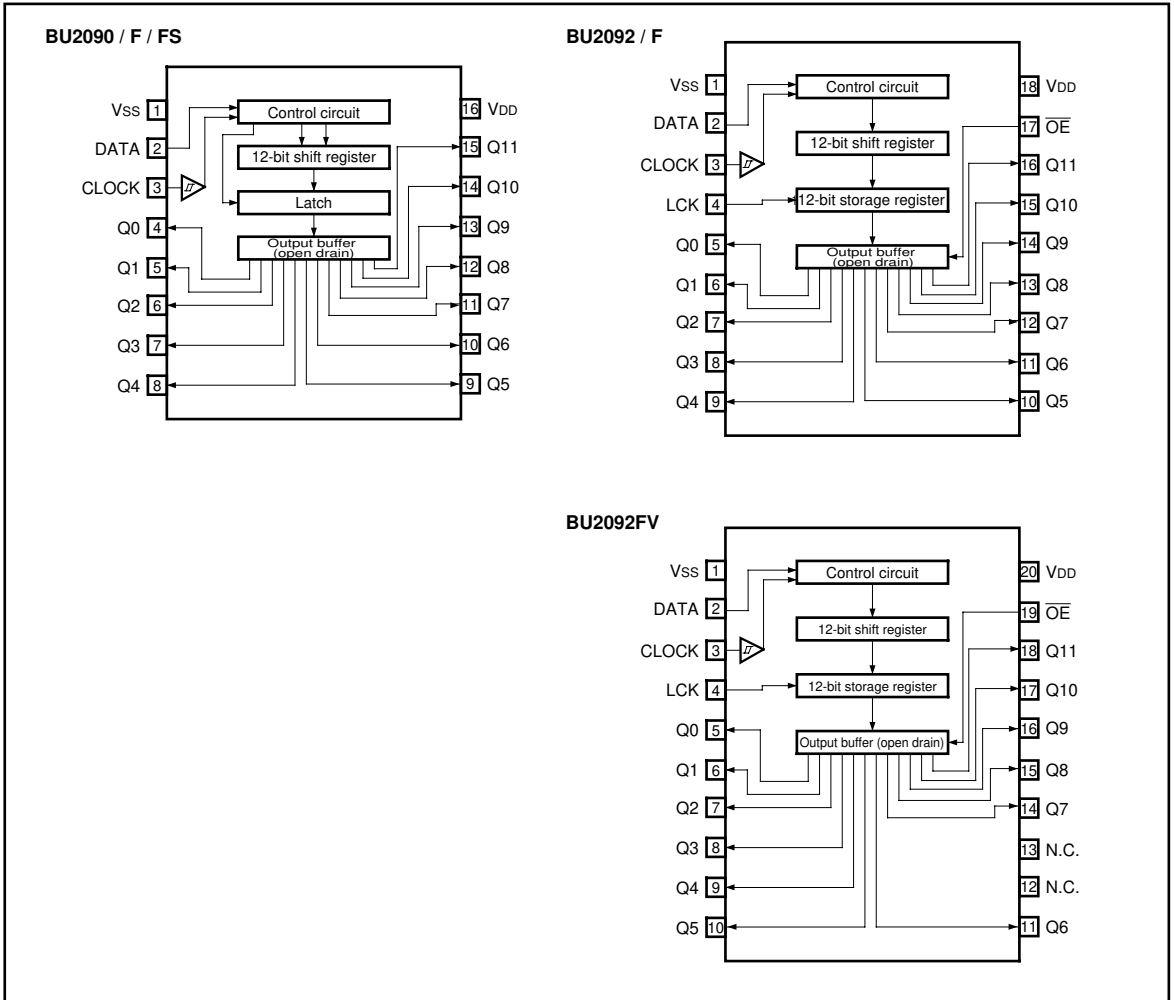 BU2090 / F / FS
Vss 1
DATA 2
CLOCK 3
Q0 4
Q1 5
Q2 6
Q3 7
Q4 8
Control circuit
12-bit shift register
Latch
Output buffer
(open drain)
16 VDD
15 Q11
14 Q10
13 Q9
12 Q8
11 Q7
10 Q6
9 Q5
BU2092 / F
Vss 1
DATA 2
CLOCK 3
LCK 4
Q0 5
Q1 6
Q2 7
Q3 8
Q4 9
Control circuit
12-bit shift register
12-bit storage register
Output buffer
(open drain)
18 VDD
17 OE
16 Q11
15 Q10
14 Q9
13 Q8
12 Q7
11 Q6
10 Q5
BU2092FV
Vss 1
DATA 2
CLOCK 3
LCK 4
Q0 5
Q1 6
Q2 7
Q3 8
Q4 9
Q5 10
Control circuit
12-bit shift register
12-bit storage register
Output buffer (open drain)
20 VDD
19 OE
18 Q11
17 Q10
16 Q9
15 Q8
14 Q7
13 N.C.
12 N.C.
11 Q6